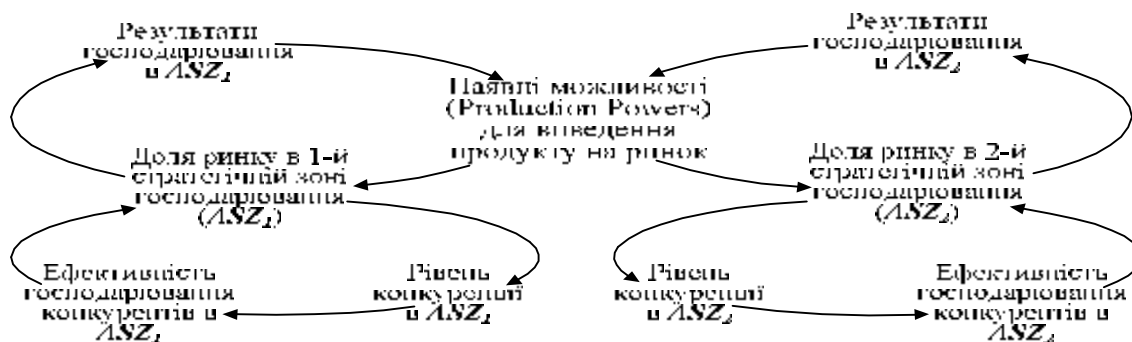 Результати
господарювання
в ASZ₁
Результати
господарювання
в ASZ₂
Наявні можливості
(Production Powers)
для виведення
продукту на ринок
Доля ринку в 1-й
стратегічній зоні
господарювання
(ASZ₁)
Доля ринку в 2-й
стратегічній зоні
господарювання
(ASZ₂)
Ефективність
господарювання
конкурентів в
ASZ₁
Рівень
конкуренції
в ASZ₁
Рівень
конкуренції
в ASZ₂
Ефективність
господарювання
конкурентів в
ASZ₂